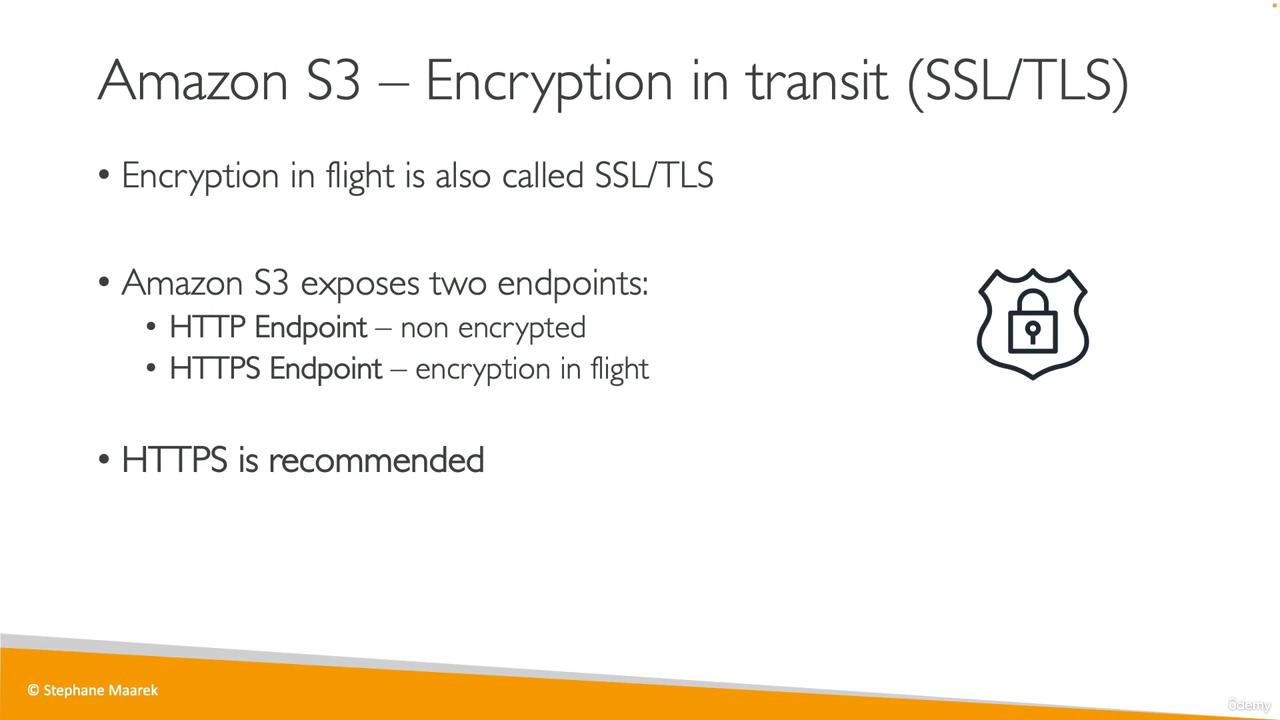 Amazon S3 – Encryption in transit (SSL/TLS)
• Encryption in flight is also called SSL/TLS
• Amazon S3 exposes two endpoints:
• HTTP Endpoint – non encrypted
• HTTPS Endpoint – encryption in flight
• HTTPS is recommended
© Stephane Maarek
ûdemy